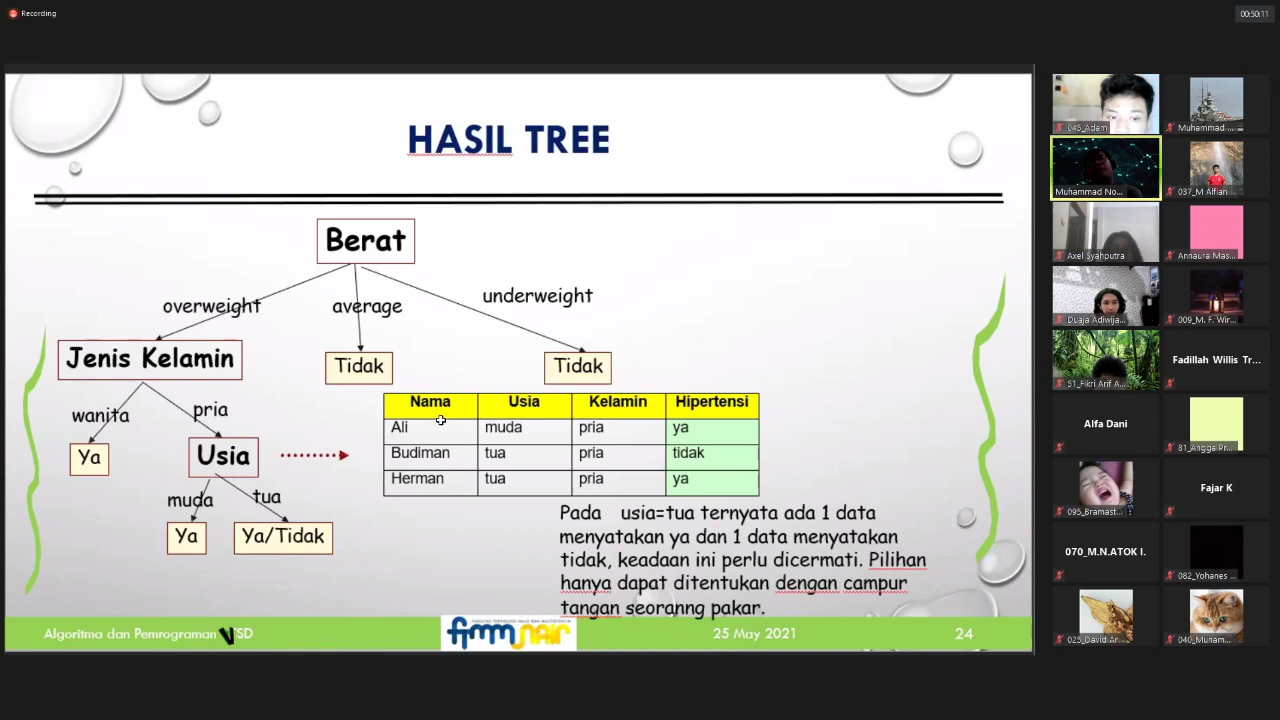 Recording
00:50:11
HASIL TREE
Berat
overweight
average
underweight
Jenis Kelamin
Tidak
Tidak
wanita
pria
Ya
Usia
muda
tua
Ya
Ya/Tidak
Nama Usia Kelamin Hipertensi
Ali muda pria ya
Budiman tua pria tidak
Herman tua pria ya
Pada usia=tua ternyata ada 1 data
menyatakan ya dan 1 data menyatakan
tidak, keadaan ini perlu dicermati. Pilihan
hanya dapat ditentukan dengan campur
tangan seoranng pakar.
Algoritma dan Pemrograman SD
25 May 2021
24
045_Adam
Muhammad ...
Muhammad No...
037_M Alfian ...
Axel Syahputra
Annaura Mas...
Duaja Adiwija...
009_M. F. Wir...
51_Fikri Arif A...
Fadillah Willis Tr...
Alfa Dani
81_Angga Pr...
095_Bramast...
Fajar K
070_M.N.ATOK I.
082_Yohanes ...
025_David Ar...
040_Muham...